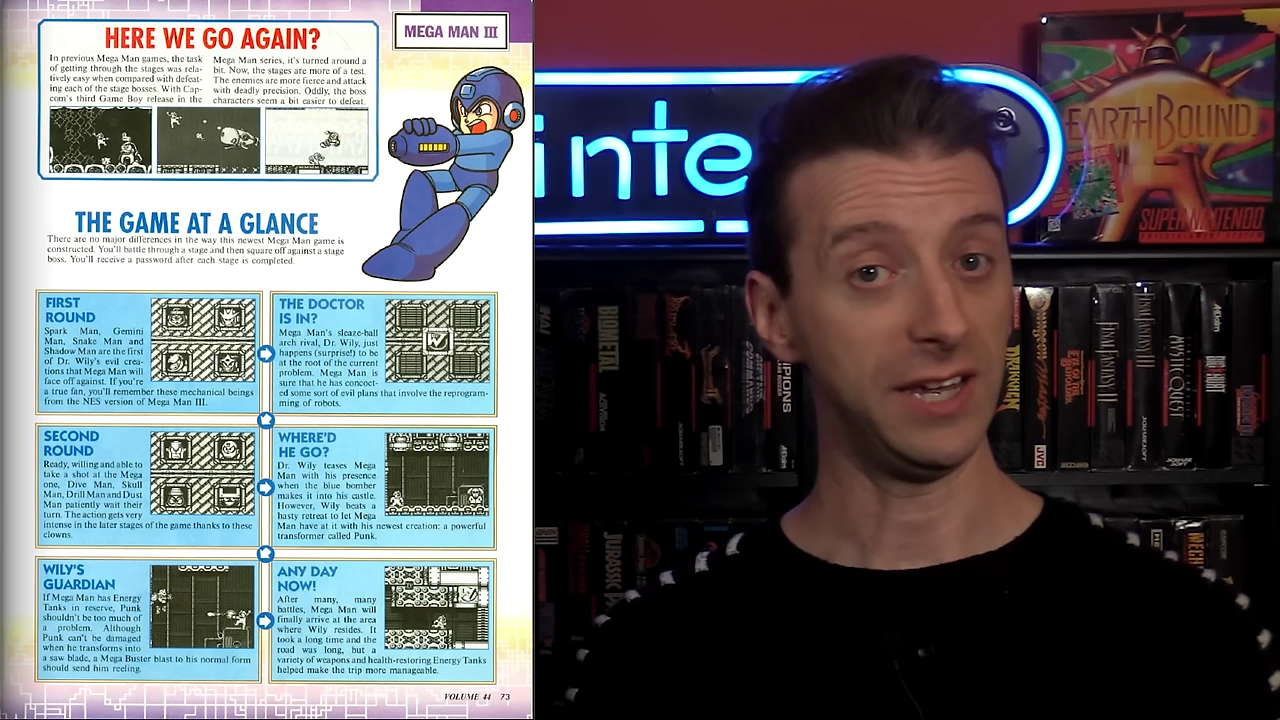 MEGA MAN III
HERE WE GO AGAIN?
In previous Mega Man games, the task
of getting through the stages was rela-
tively easy when compared with defeat-
ing each of the stage bosses. With Cap-
com's third Game Boy release in the
Mega Man series, it's turned around a
bit. Now, the stages are more of a test.
The enemies are more fierce and attack
with deadly precision. Oddly, the boss
characters seem a bit easier to defeat.
THE GAME AT A GLANCE
There are no major differences in the way this newest Mega Man game is
constructed. You'll battle through a stage and then square off against a stage
boss. You'll receive a password after each stage is completed.
FIRST
ROUND
Spark Man, Gemini
Man, Snake Man and
Shadow Man are the first
of Dr. Wily's evil crea-
tions that Mega Man will
face off against. If you're
a true fan, you'll remember these mechanical beings
from the NES version of Mega Man III.
THE DOCTOR
IS IN?
Mega Man's sleaze-ball
arch rival, Dr. Wily, just
happens (surprise!) to be
at the root of the current
problem. Mega Man is
sure that he has concoct-
ed some sort of evil plans that involve the reprogram-
ming of robots.
SECOND
ROUND
Ready, willing and able to
take a shot at the Mega
one, Dive Man, Skull
Man, Drill Man and Dust
Man patiently wait their
turn. The action gets very
intense in the later stages of the game thanks to these
clowns.
WHERE'D
HE GO?
Dr. Wily teases Mega
Man with his presence
when the blue bomber
makes it into his castle.
However, Wily beats a
hasty retreat to let Mega
Man have at it with his newest creation: a powerful
transformer called Punk.
WILY'S
GUARDIAN
If Mega Man has Energy
Tanks in reserve, Punk
shouldn't be too much of
a problem. Although
Punk can't be damaged
when he transforms into
a saw blade, a Mega Buster blast to his normal form
should send him reeling.
ANY DAY
NOW!
After many, many
battles, Mega Man will
finally arrive at the area
where Wily resides. It
took a long time and the
road was long, but a
variety of weapons and health-restoring Energy Tanks
helped make the trip more manageable.
VOLUME 44 73
inte
EARTHBOUND
SUPER NINTENDO
ENTERTAINMENT SYSTEM
BIOMETAL
DRAKKHEN
FINAL FANTASY II
FINAL FANTASY III
MYSTIC QUEST
JVC
JURASSIC
MECH